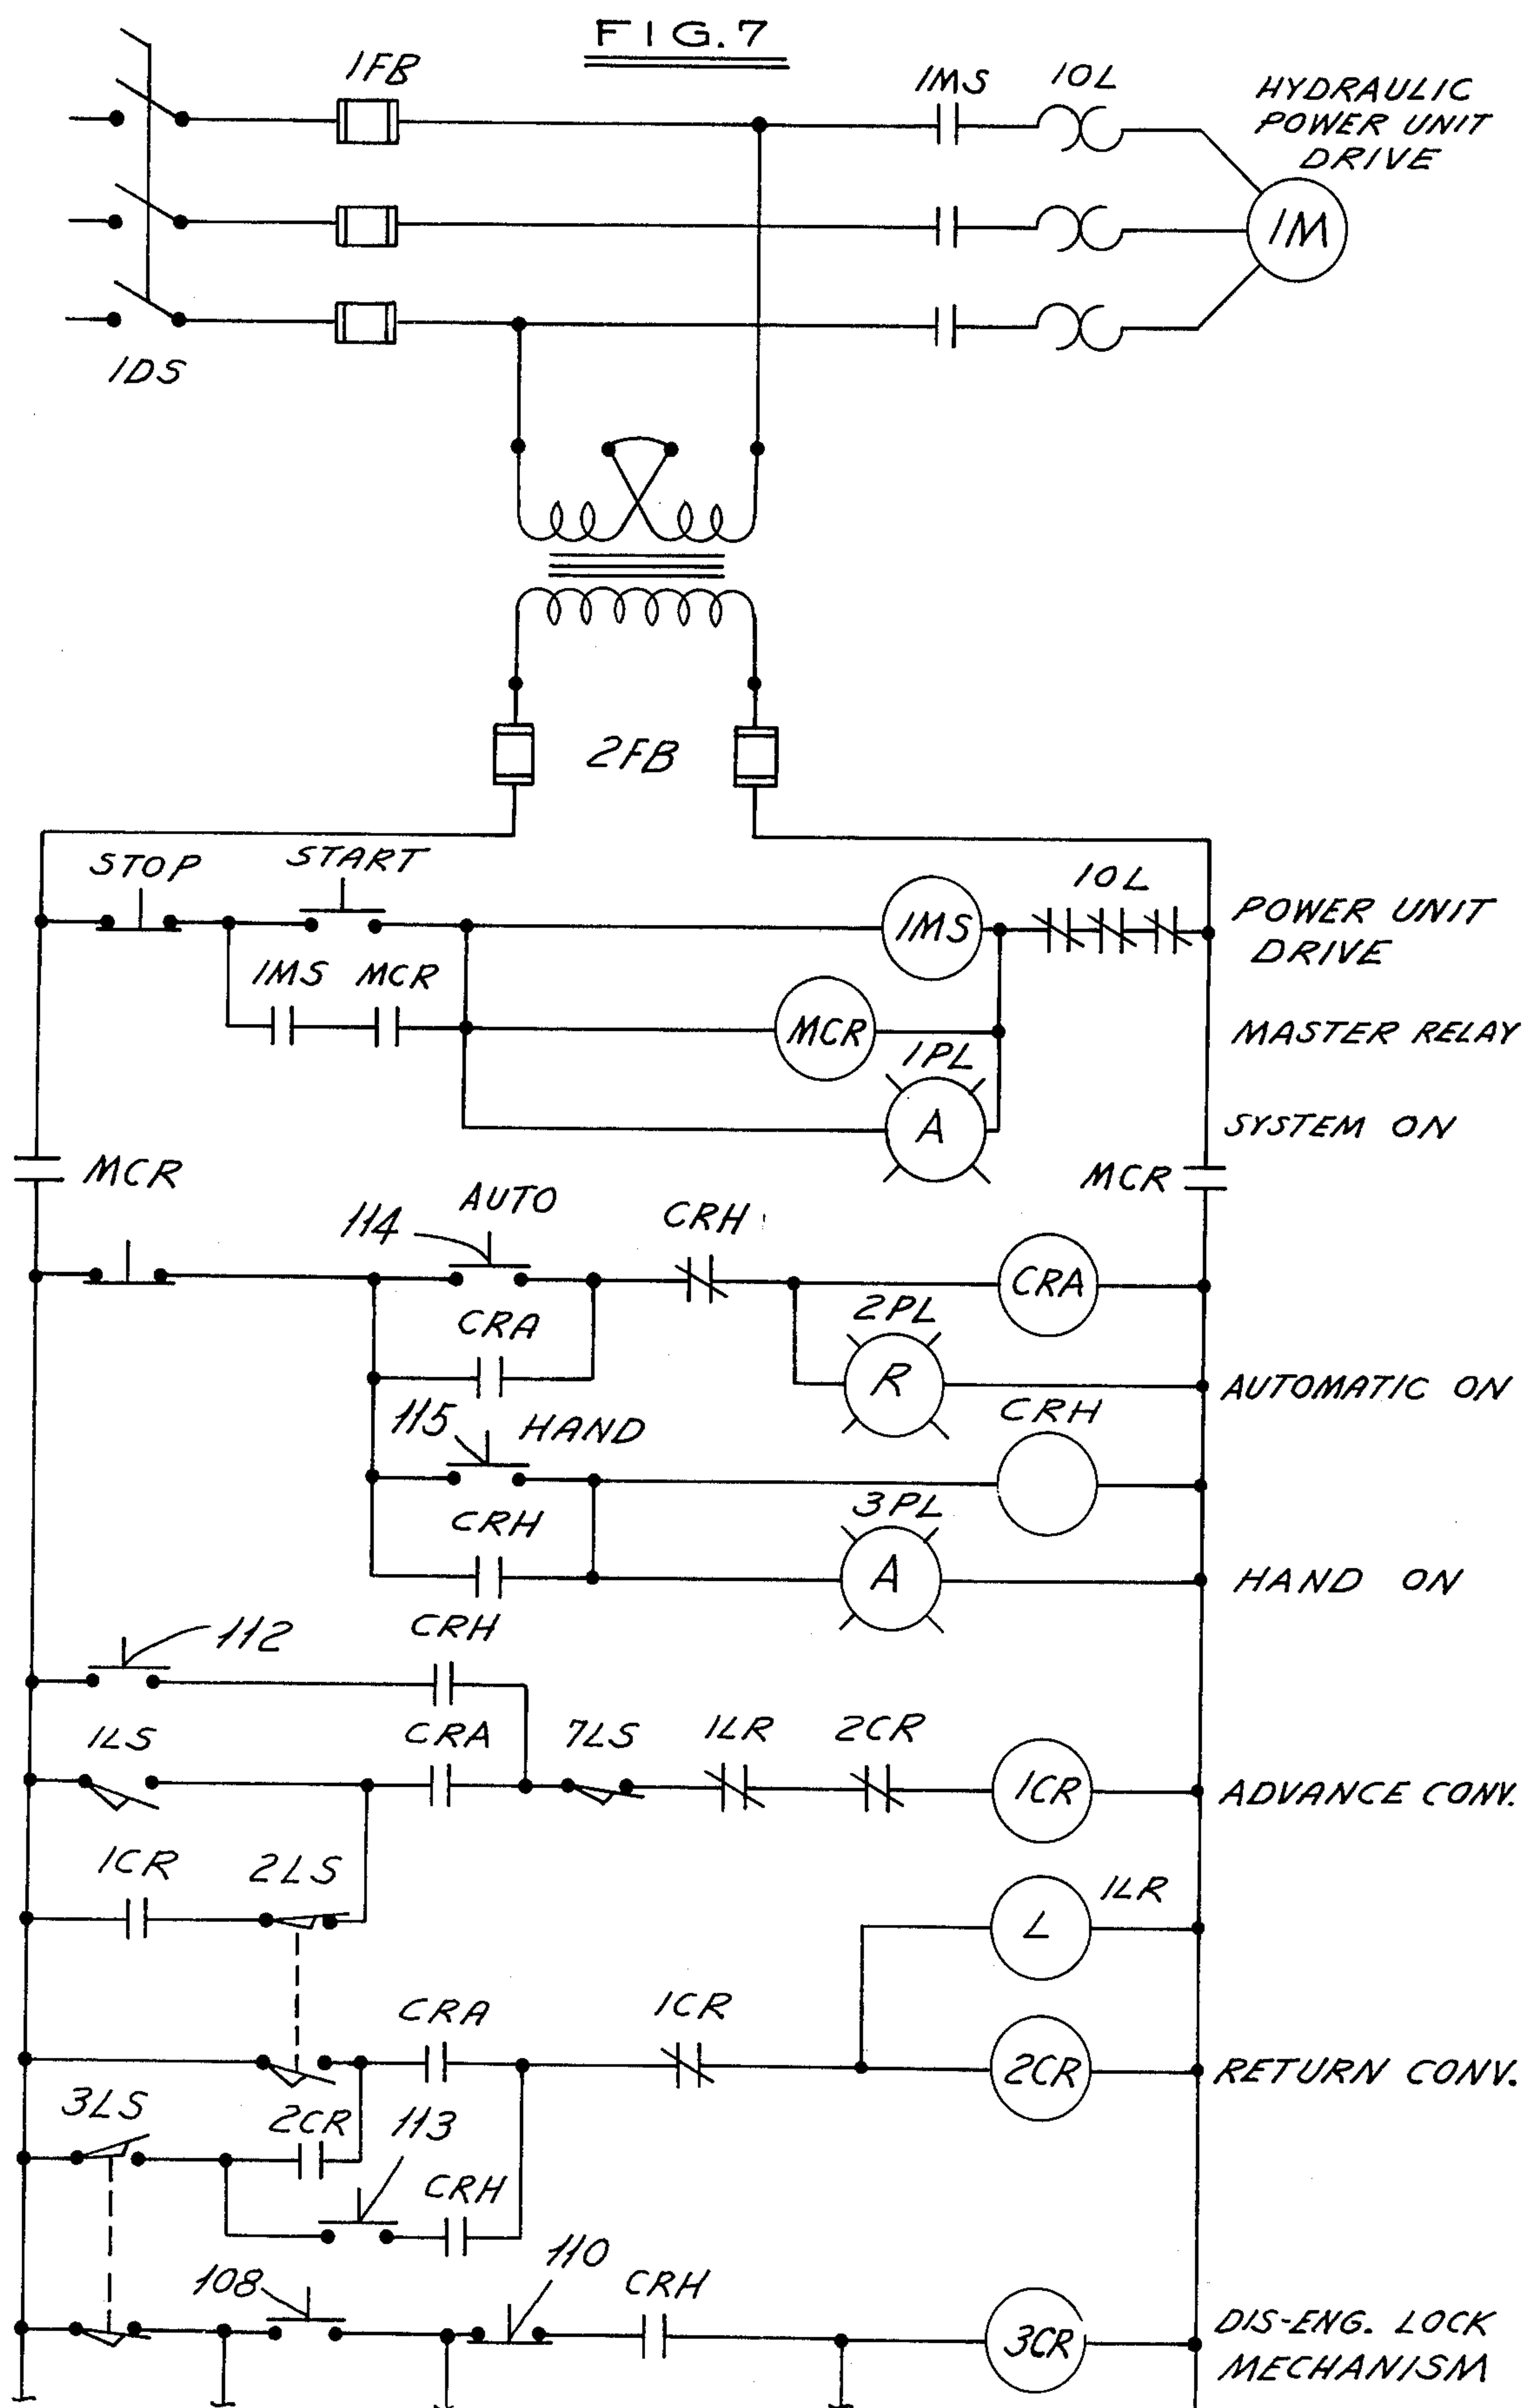 FIG.7
1FB
1MS
1OL
HYDRAULIC
POWER UNIT
DRIVE
1M
1DS
2FB
STOP
START
1OL
1MS
POWER UNIT
DRIVE
1MS MCR
MCR
MASTER RELAY
1PL
A
SYSTEM ON
MCR
MCR
114
AUTO
CRH
CRA
CRA
2PL
R
AUTOMATIC ON
115
HAND
CRH
CRH
3PL
A
HAND ON
112
CRH
1LS
CRA
7LS
1LR
2CR
1CR
ADVANCE CONV.
1CR
2LS
1LR
L
CRA
1CR
2CR
RETURN CONV.
3LS
2CR
113
CRH
108
110
CRH
3CR
DIS-ENG. LOCK
MECHANISM